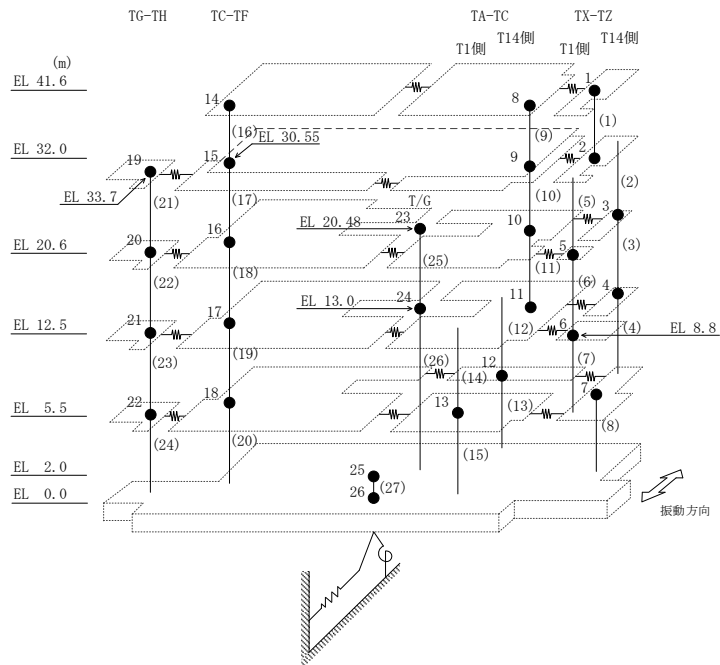 TG-TH TC-TF TA-TC TX-TZ
T1側 T14側 T1側 T14側
(m)
EL 41.6
14 8 1
(16) (9) (1)
EL 30.55
EL 32.0
19 15 9 2
EL 33.7
(21) (17) (10) (2)
T/G
EL 20.48
23 (5) 3
20 16 10 5 (3)
EL 20.6
(22) (18) (25) (11) (6)
EL 13.0
24 11 4
21 17 (12) 6 (4)
EL 8.8
EL 12.5
(23) (19) (26) (14) 12 (7)
22 18 13 (13) 7
EL 5.5
(24) (20) (15) (8)
EL 2.0
25
(27)
EL 0.0
26
振動方向